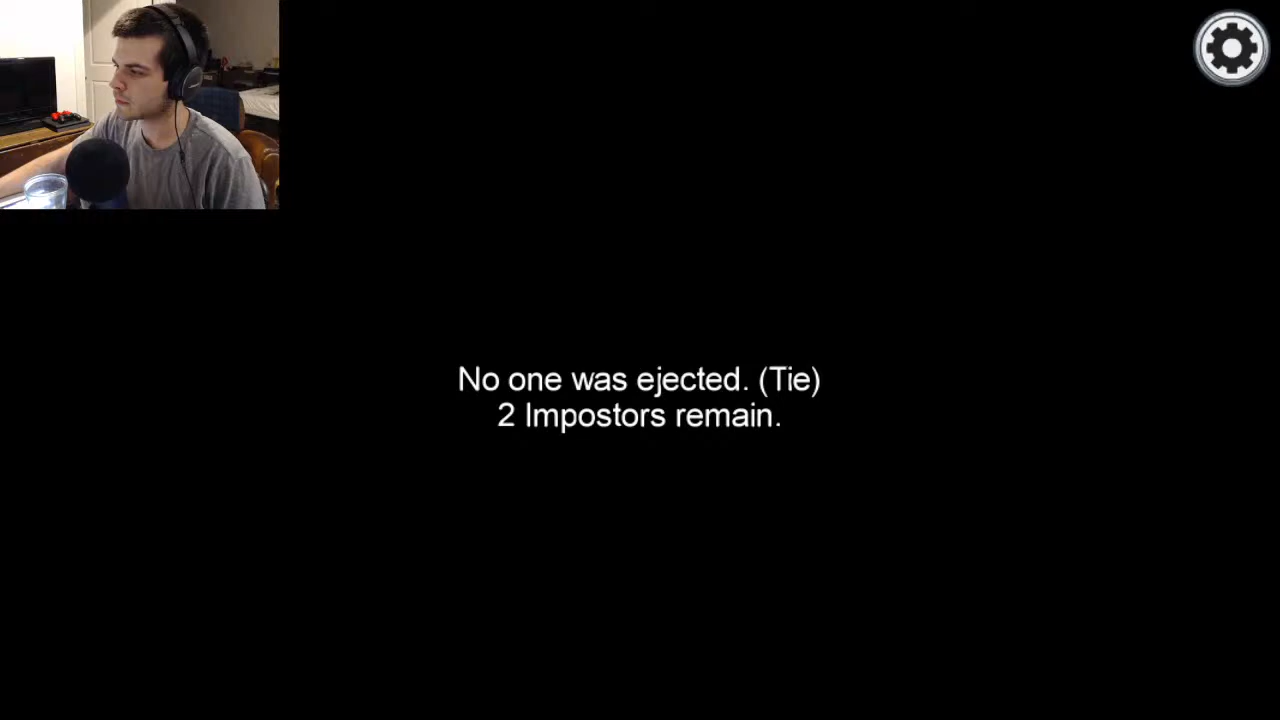 No one was ejected. (Tie)
2 Impostors remain.